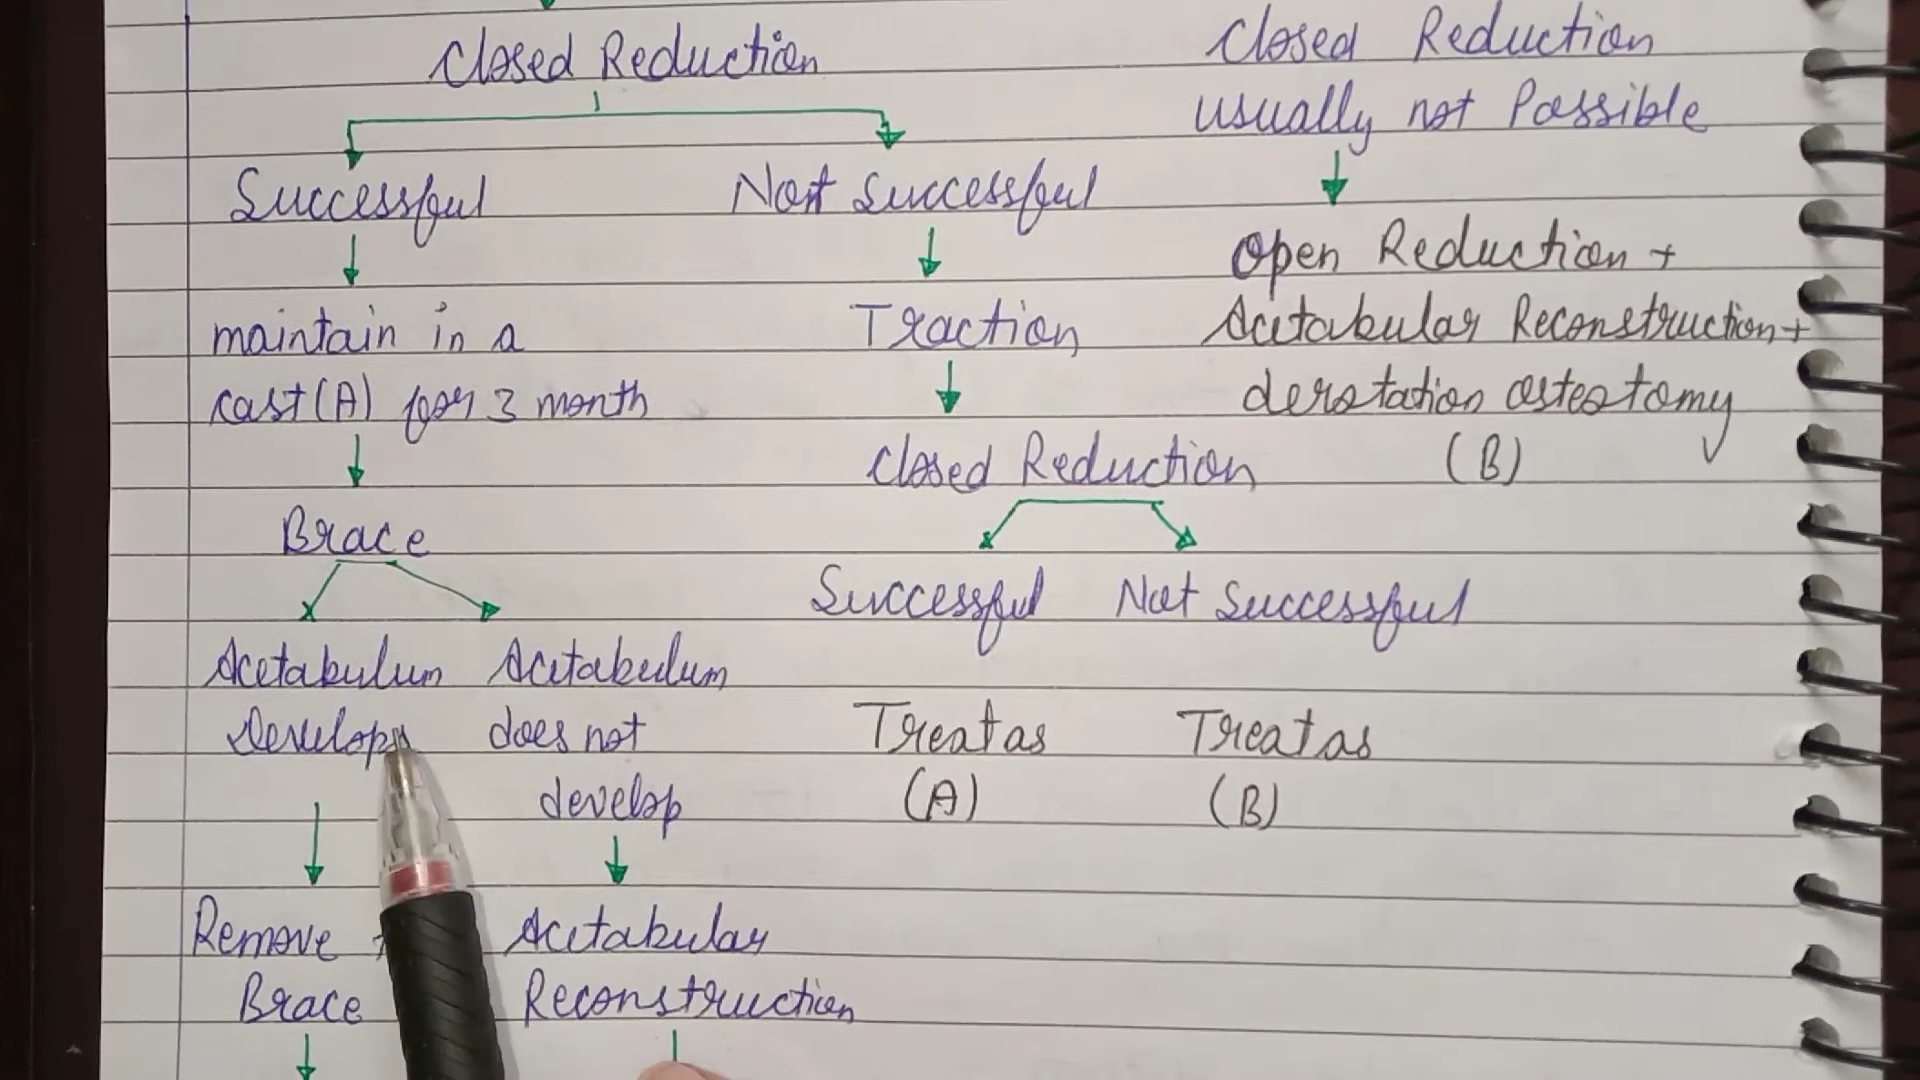 Closed Reduction
Closed Reduction
usually not Possible
Successful
Not Successful
Open Reduction +
Acetabular Reconstruction +
derotation osteotomy
(B)
maintain in a
cast (A) for 3 month
Traction
Closed Reduction
Brace
Successful
Not Successful
Acetabulum
Develops
Acetabulum
does not
develop
Treat as
(A)
Treat as
(B)
Remove
Brace
Acetabular
Reconstruction